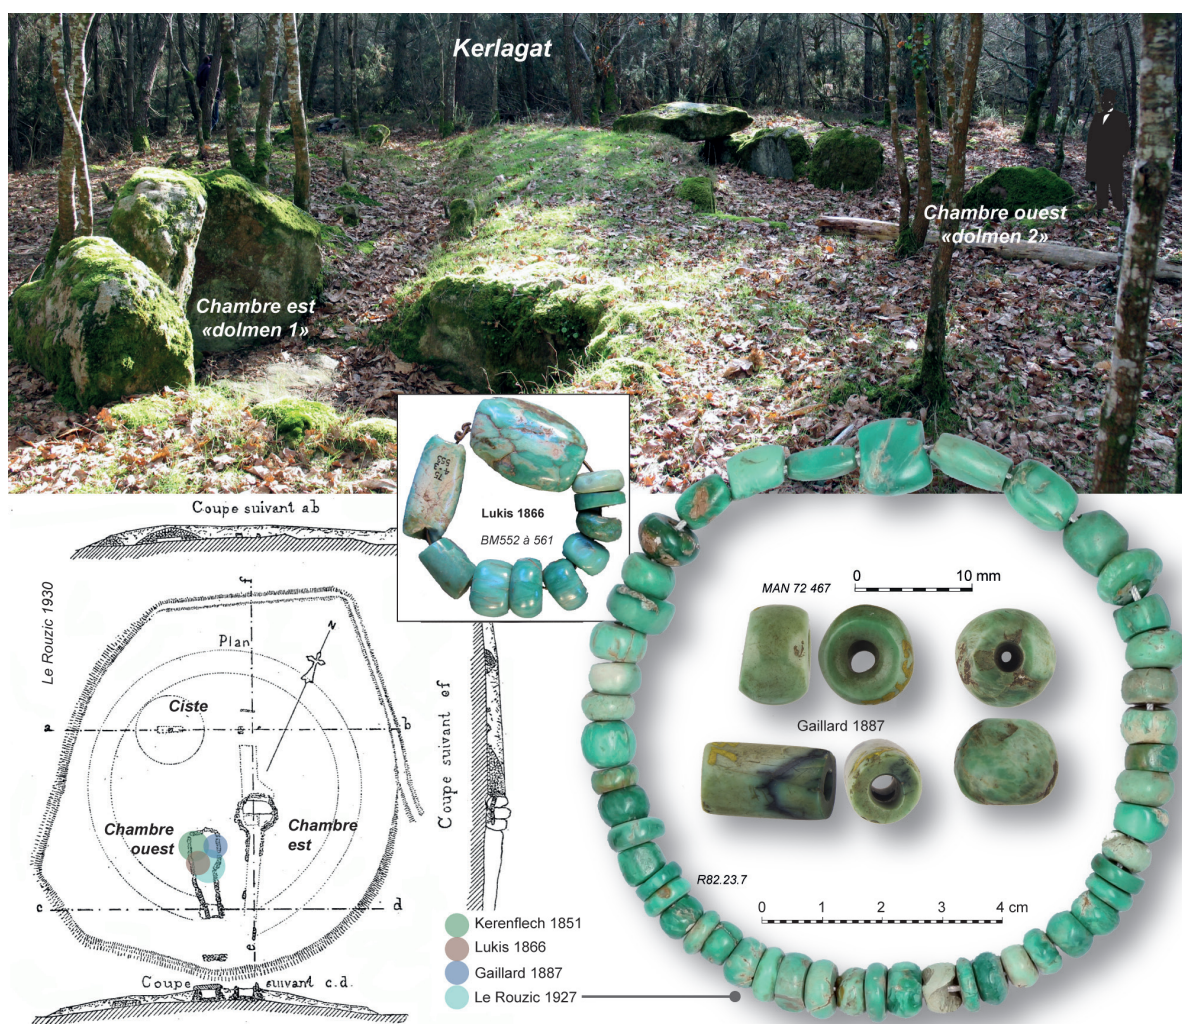 Kerlagat
Chambre ouest
«dolmen 2»
Chambre est
«dolmen 1»
Lukis 1866
BM552 à 561
Coupe suivant ab
Le Rouzic 1930
f
Plan
N
Ciste
a
b
Chambre
ouest
Chambre
est
c
d
e
Coupe suivant c.d.
Coupe suivant ef
MAN 72 467
0 10 mm
Gaillard 1887
R82.23.7
0 1 2 3 4 cm
Kerenflech 1851
Lukis 1866
Gaillard 1887
Le Rouzic 1927